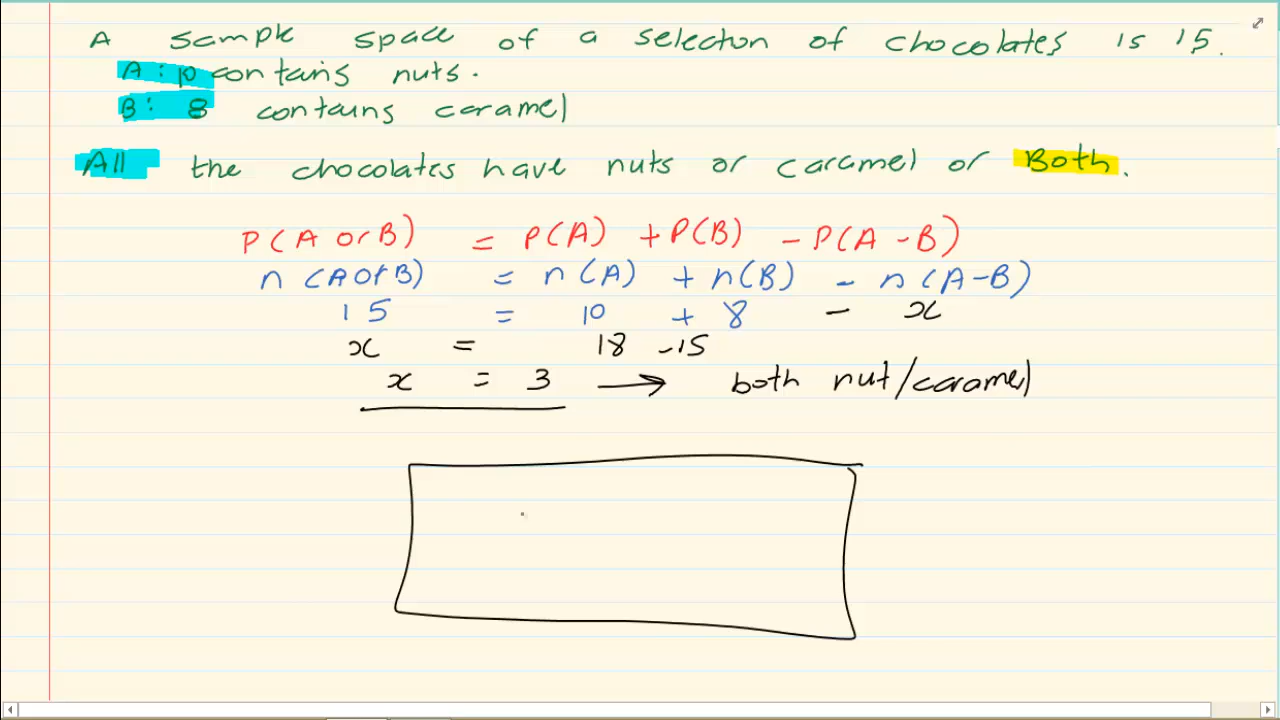 A sample space of a selecton of chocolates is 15.
A : 10 contains nuts.
B : 8 contains caramel
All the chocolates have nuts or caramel or Both.
P(A or B) = P(A) + P(B) - P(A - B)
n(A or B) = n(A) + n(B) - n(A-B)
15 = 10 + 8 - x
x = 18 -15
x = 3 → both nut/caramel